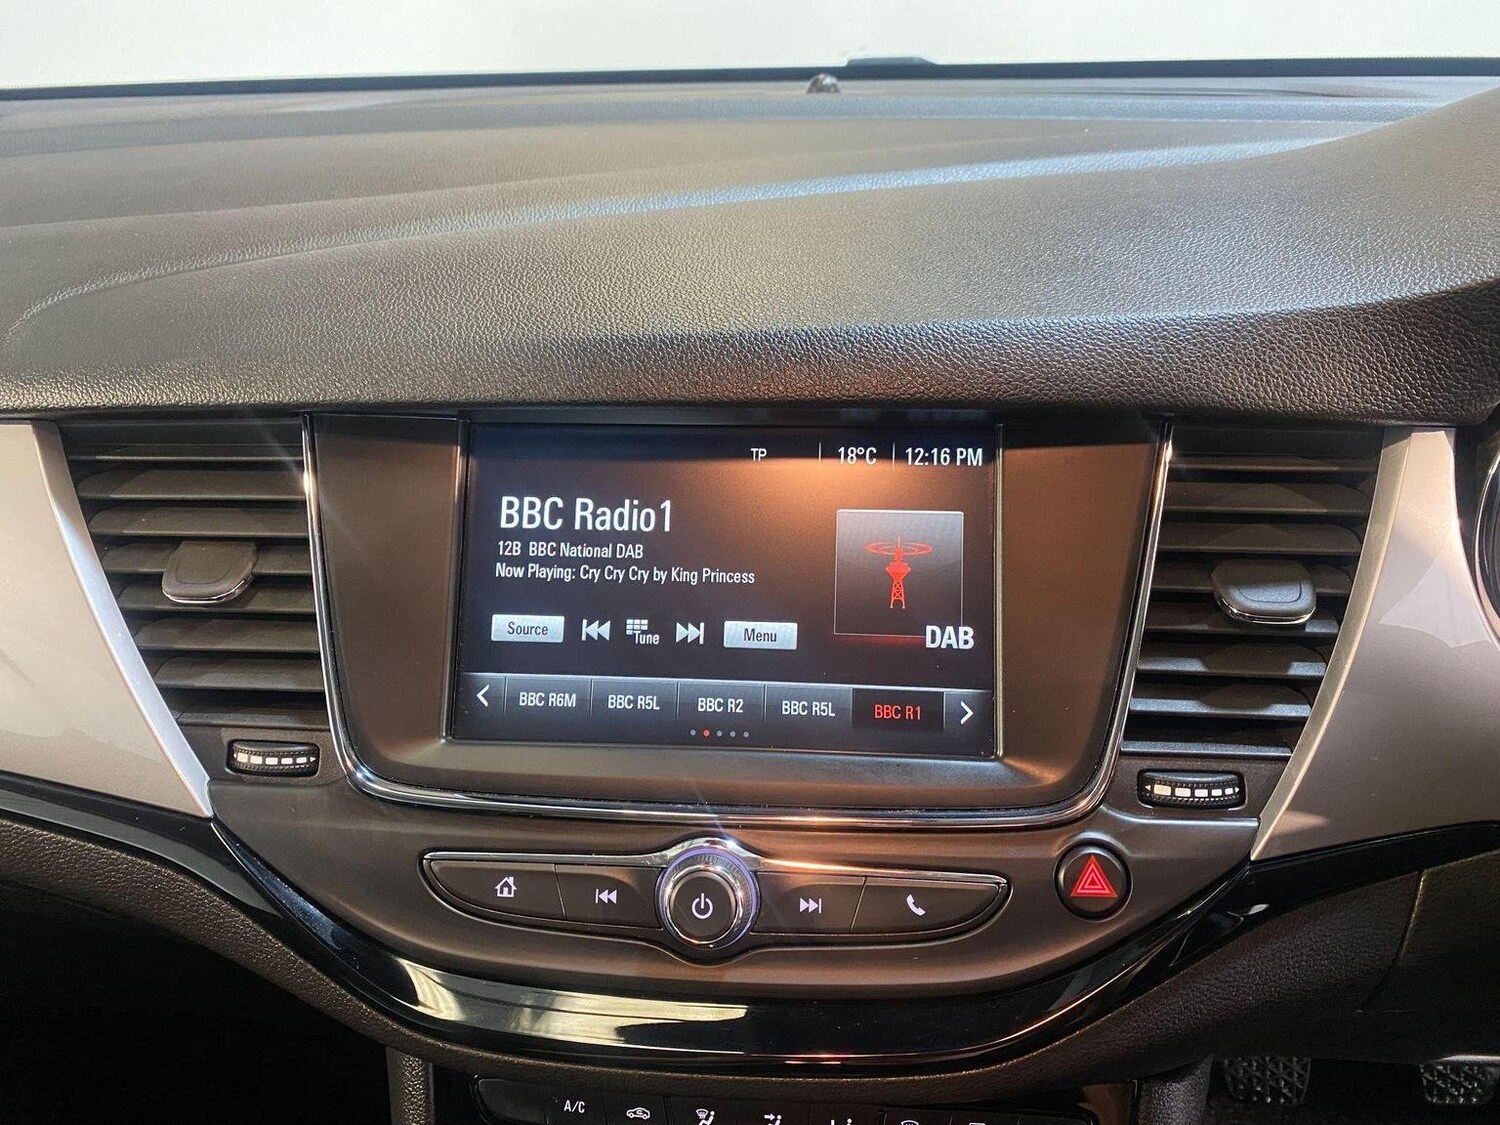 TP 18°C 12:16 PM
BBC Radio1
12B BBC National DAB
Now Playing: Cry Cry Cry by King Princess
Source Tune Menu
DAB
BBC R6M BBC R5L BBC R2 BBC R5L BBC R1
A/C